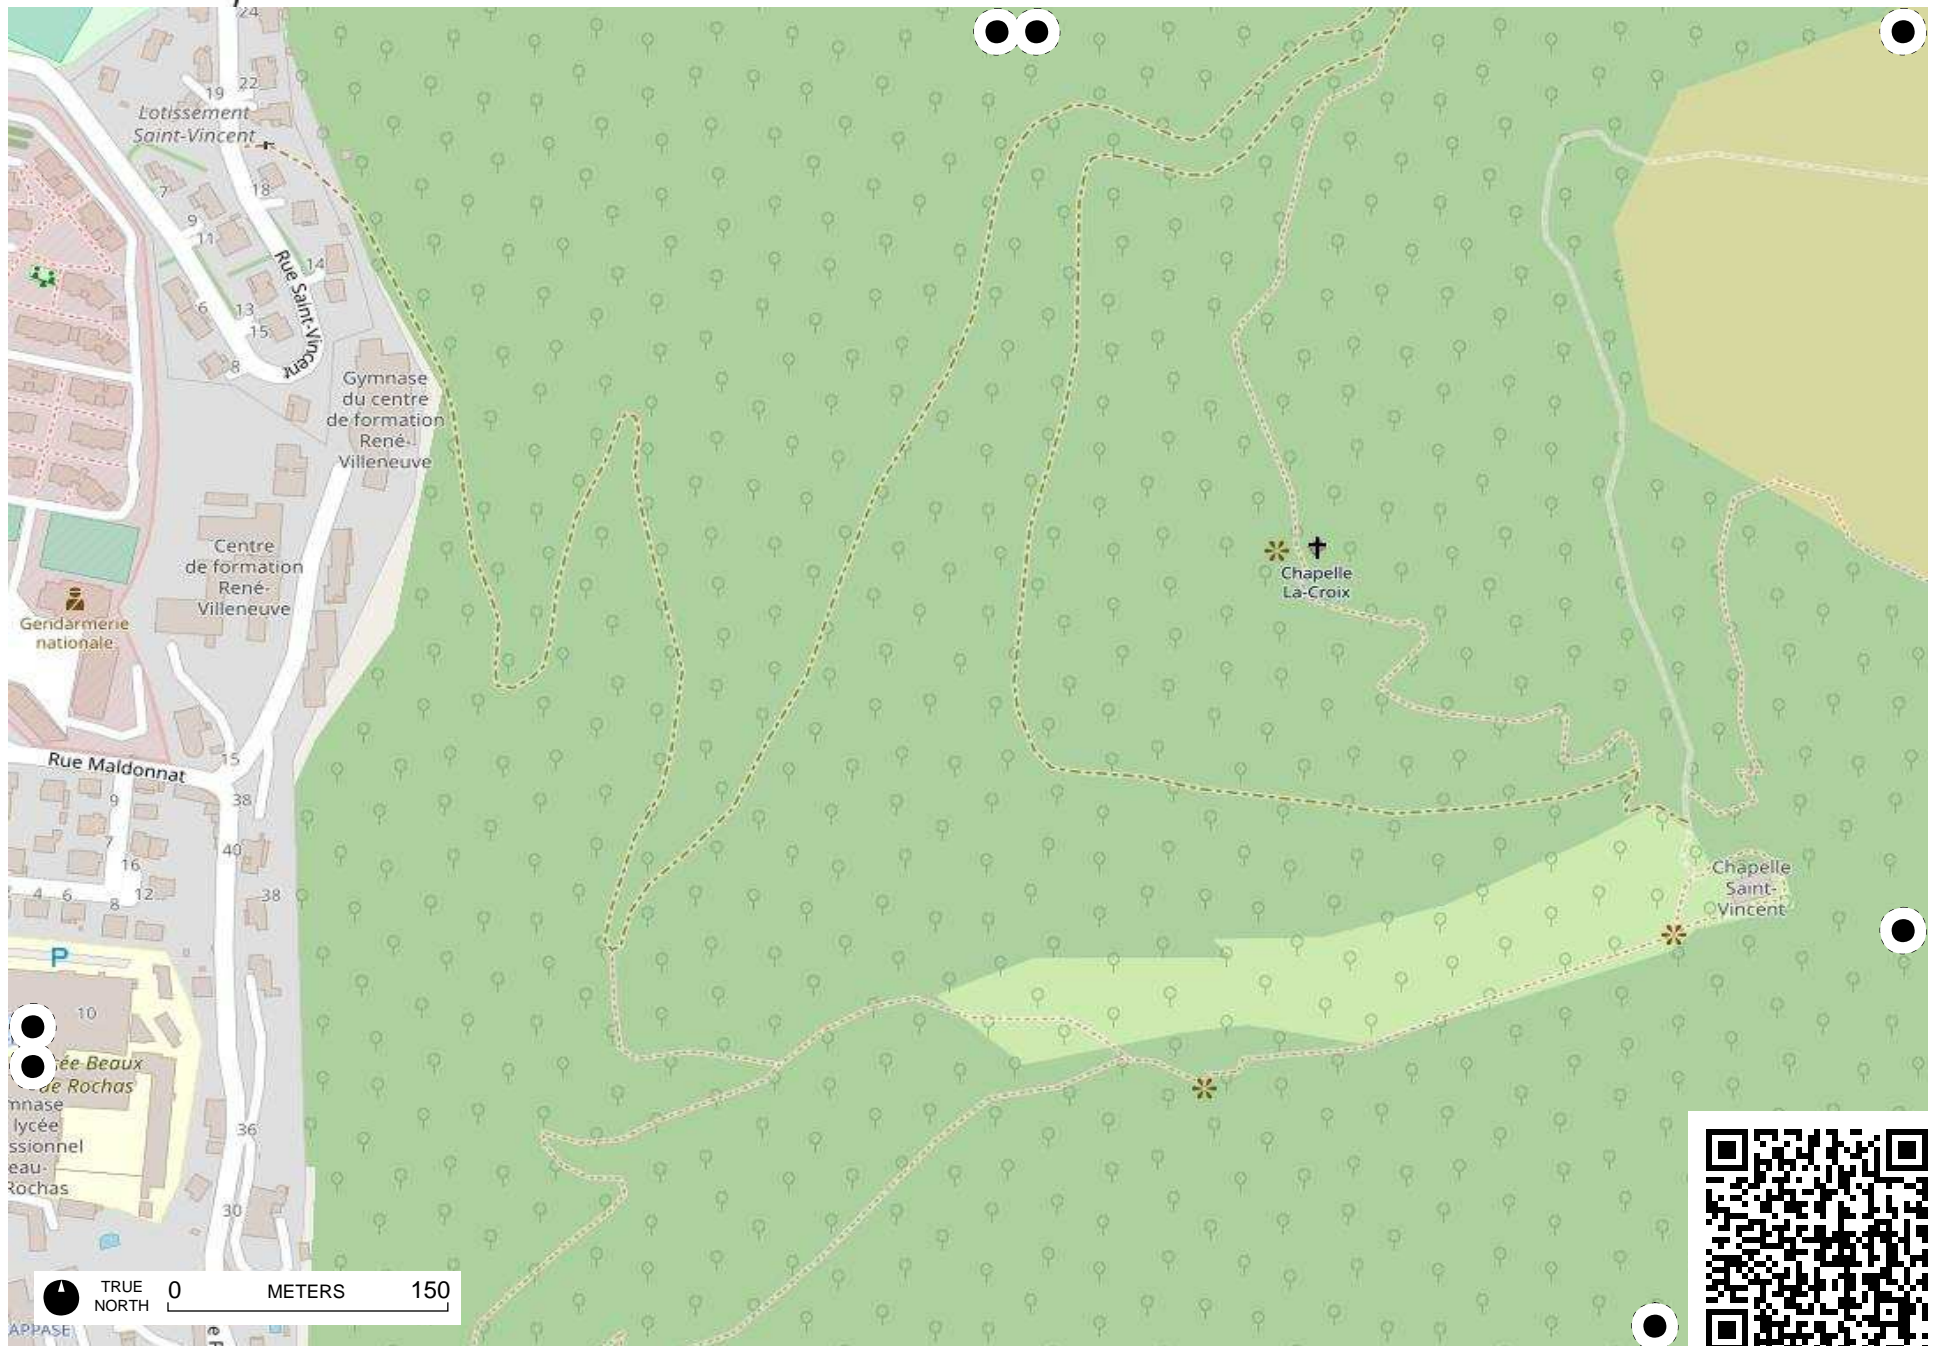 24
22
19
Lotissement
Saint-Vincent
18
7
9
11
14
Rue Saint-Vincent
6
13
15
8
Gymnase
du centre
de formation
René-
Villeneuve
Centre
de formation
René-
Villeneuve
Gendarmerie
nationale
Chapelle
La-Croix
Rue Maldonnat
15
9
38
7
40
16
4
6
12
8
38
Chapelle
Saint-
Vincent
P
10
ée Beaux
de Rochas
mnase
lycée
ssionnel
eau-
Rochas
36
30
TRUE
NORTH
0
METERS
150
APPASE